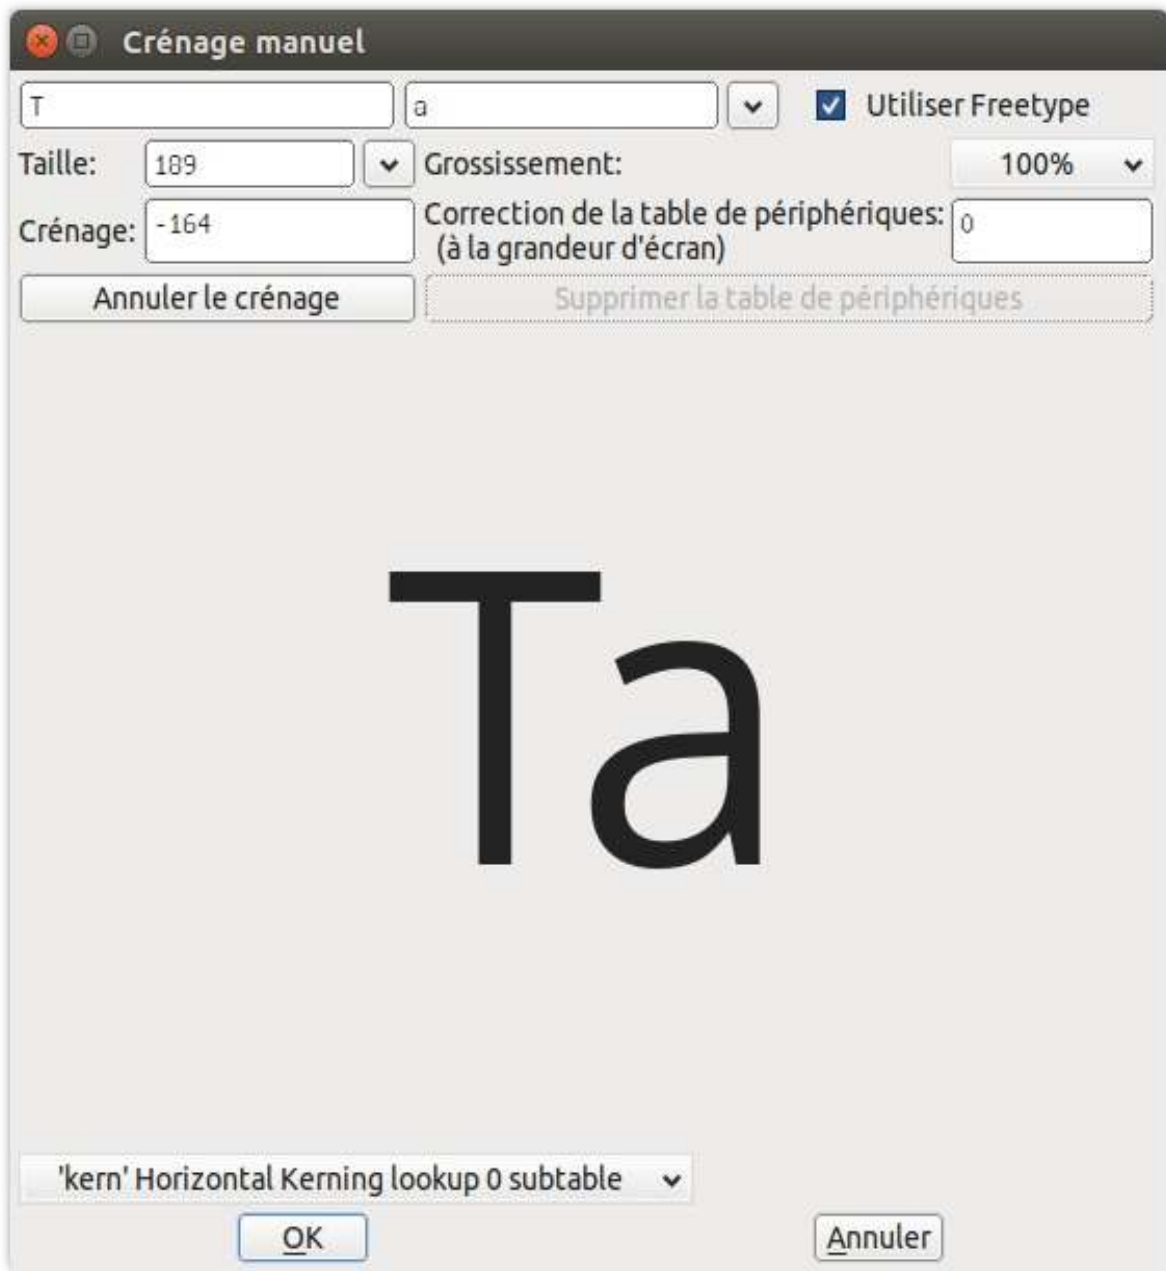 Crénage manuel
T a Utiliser Freetype
Taille: 189 Grossissement: 100%
Crénage: -164 Correction de la table de périphériques: 0
(à la grandeur d'écran)
Annuler le crénage Supprimer la table de périphériques
Ta
'kern' Horizontal Kerning lookup 0 subtable
OK Annuler